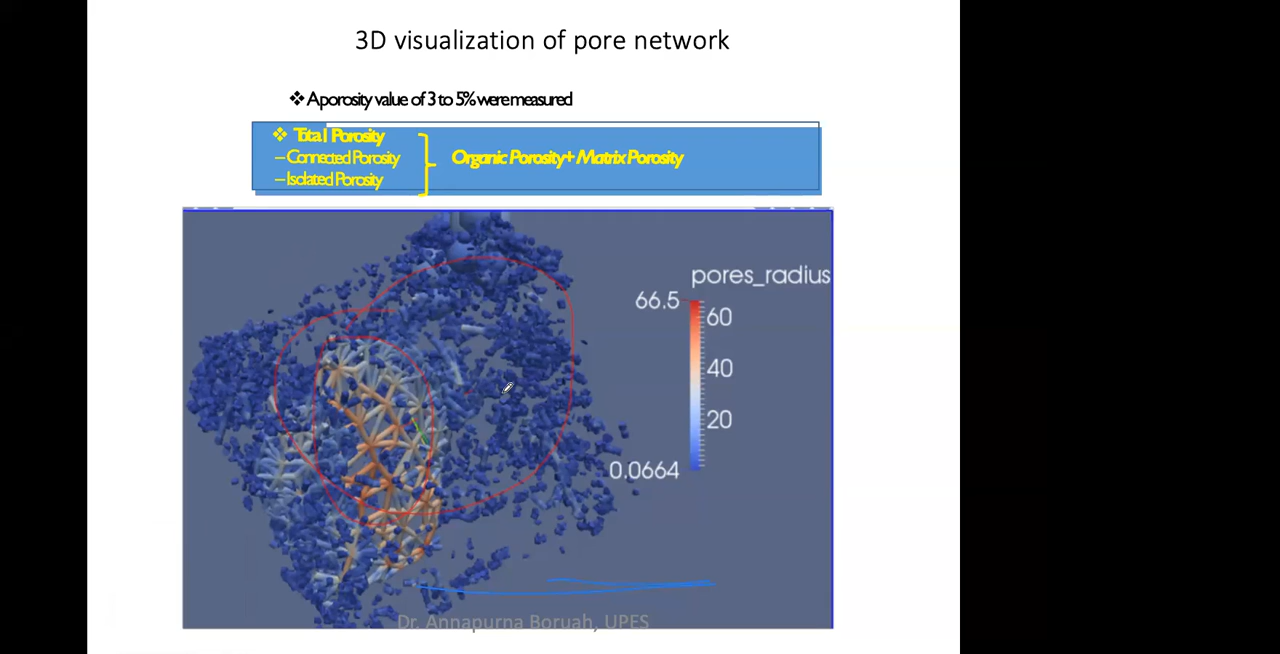 3D visualization of pore network
❖ A porosity value of 3 to 5% were measured
❖ Total Porosity
– Connected Porosity
– Isolated Porosity
Organic Porosity+ Matrix Porosity
pores_radius
66.5
60
40
20
0.0664
Dr. Annapurna Boruah, UPES